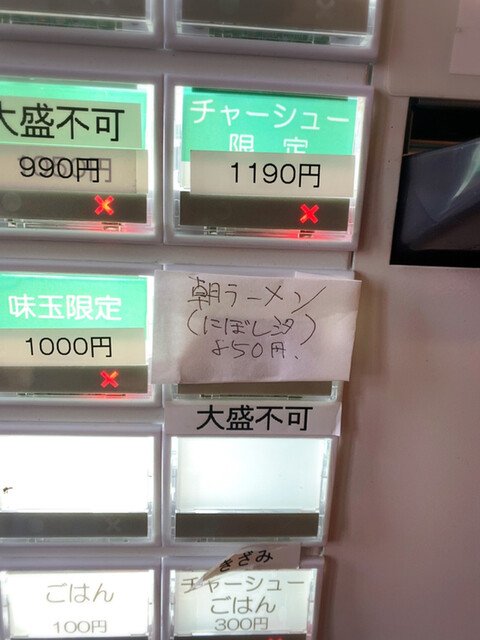 大盛不可
990円
チャーシュー
限定
1190円
味玉限定
1000円
朝ラーメン
(にぼし汐)
850円.
大盛不可
ごはん
100円
きざみ
チャーシュー
ごはん
300円